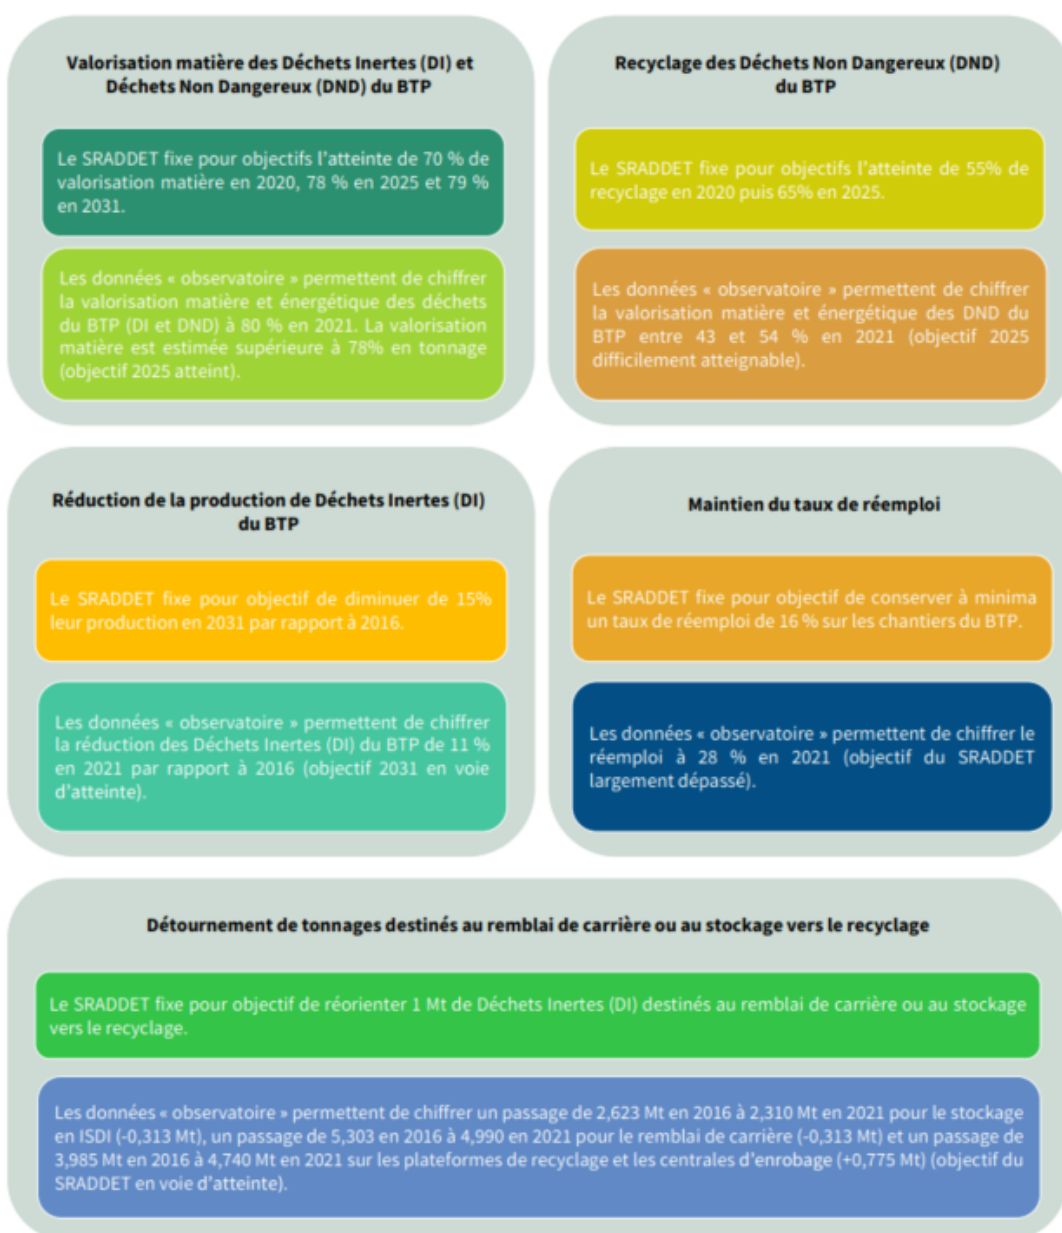 Valorisation matière des Déchets Inertes (DI) et
Déchets Non Dangereux (DND) du BTP
Le SRADDET fixe pour objectifs l'atteinte de 70 % de
valorisation matière en 2020, 78 % en 2025 et 79 %
en 2031.
Les données « observatoire » permettent de chiffrer
la valorisation matière et énergétique des déchets
du BTP (DI et DND) à 80 % en 2021. La valorisation
matière est estimée supérieure à 78% en tonnage
(objectif 2025 atteint).
Recyclage des Déchets Non Dangereux (DND)
du BTP
Le SRADDET fixe pour objectifs l'atteinte de 55% de
recyclage en 2020 puis 65% en 2025.
Les données « observatoire » permettent de chiffrer
la valorisation matière et énergétique des DND du
BTP entre 43 et 54 % en 2021 (objectif 2025
difficilement atteignable).
Réduction de la production de Déchets Inertes (DI)
du BTP
Le SRADDET fixe pour objectif de diminuer de 15%
leur production en 2031 par rapport à 2016.
Les données « observatoire » permettent de chiffrer
la réduction des Déchets Inertes (DI) du BTP de 11 %
en 2021 par rapport à 2016 (objectif 2031 en voie
d'atteinte).
Maintien du taux de réemploi
Le SRADDET fixe pour objectif de conserver à minima
un taux de réemploi de 16 % sur les chantiers du BTP.
Les données « observatoire » permettent de chiffrer le
réemploi à 28 % en 2021 (objectif du SRADDET
largement dépassé).
Détournement de tonnages destinés au remblai de carrière ou au stockage vers le recyclage
Le SRADDET fixe pour objectif de réorienter 1 Mt de Déchets Inertes (DI) destinés au remblai de carrière ou au stockage
vers le recyclage.
Les données « observatoire » permettent de chiffrer un passage de 2,623 Mt en 2016 à 2,310 Mt en 2021 pour le stockage
en ISDI (-0,313 Mt), un passage de 5,303 en 2016 à 4,990 en 2021 pour le remblai de carrière (-0,313 Mt) et un passage de
3,985 Mt en 2016 à 4,740 Mt en 2021 sur les plateformes de recyclage et les centrales d'enrobage (+0,775 Mt) (objectif du
SRADDET en voie d'atteinte).